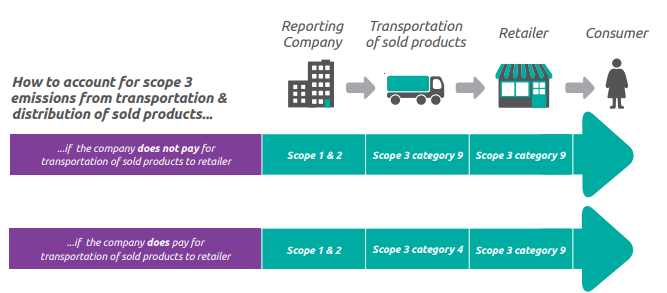 Reporting
Company
Transportation
of sold products
Retailer
Consumer
How to account for scope 3
emissions from transportation &
distribution of sold products...
...if the company does not pay for
transportation of sold products to retailer
Scope 1 & 2
Scope 3 category 9
Scope 3 category 9
...if the company does pay for
transportation of sold products to retailer
Scope 1 & 2
Scope 3 category 4
Scope 3 category 9